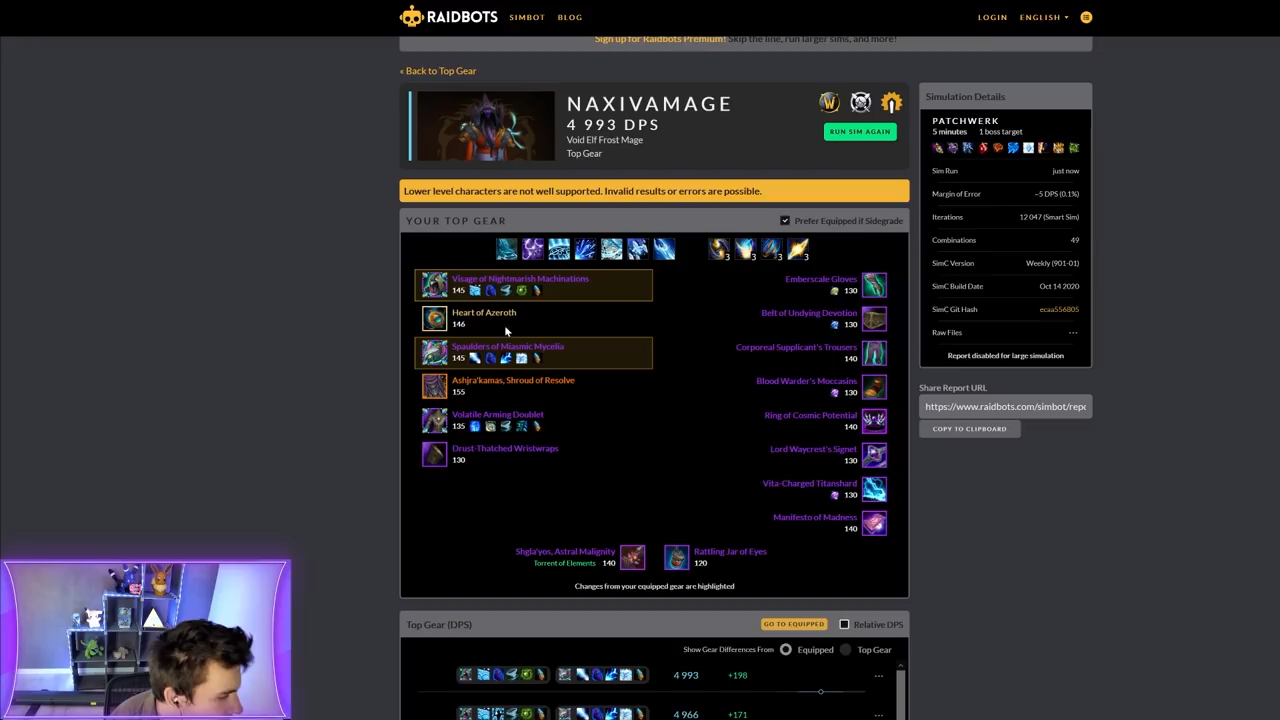 RAIDBOTS SIMBOT BLOG LOGIN ENGLISH
Sign up for Raidbots Premium! Skip the line, run larger sims, and more!
« Back to Top Gear
NAXIVAMAGE
4 993 DPS
Void Elf Frost Mage
Top Gear
RUN SIM AGAIN
Lower level characters are not well supported. Invalid results or errors are possible.
YOUR TOP GEAR
Prefer Equipped if Sidegrade
3 3 3 3
Visage of Nightmarish Machinations
145
Heart of Azeroth
146
Spaulders of Miasmic Mycelia
145
Ashjra'kamas, Shroud of Resolve
155
Volatile Arming Doublet
135
Drust-Thatched Wristwraps
130
Emberscale Gloves
130
Belt of Undying Devotion
130
Corporeal Supplicant's Trousers
140
Blood Warder's Moccasins
130
Ring of Cosmic Potential
140
Lord Waycrest's Signet
130
Vita-Charged Titanshard
130
Manifesto of Madness
140
Shgla'yos, Astral Malignity
Torrent of Elements 140
Rattling Jar of Eyes
120
Changes from your equipped gear are highlighted
Top Gear (DPS)
GO TO EQUIPPED
Relative DPS
Show Gear Differences From Equipped Top Gear
4 993 +198
4 966 +171
Simulation Details
PATCHWERK
5 minutes 1 boss target
Sim Run just now
Margin of Error ~5 DPS (0.1%)
Iterations 12 047 (Smart Sim)
Combinations 49
SimC Version Weekly (901-01)
SimC Build Date Oct 14 2020
SimC Git Hash ecaa556805
Raw Files
Report disabled for large simulation
Share Report URL
https://www.raidbots.com/simbot/repo
COPY TO CLIPBOARD